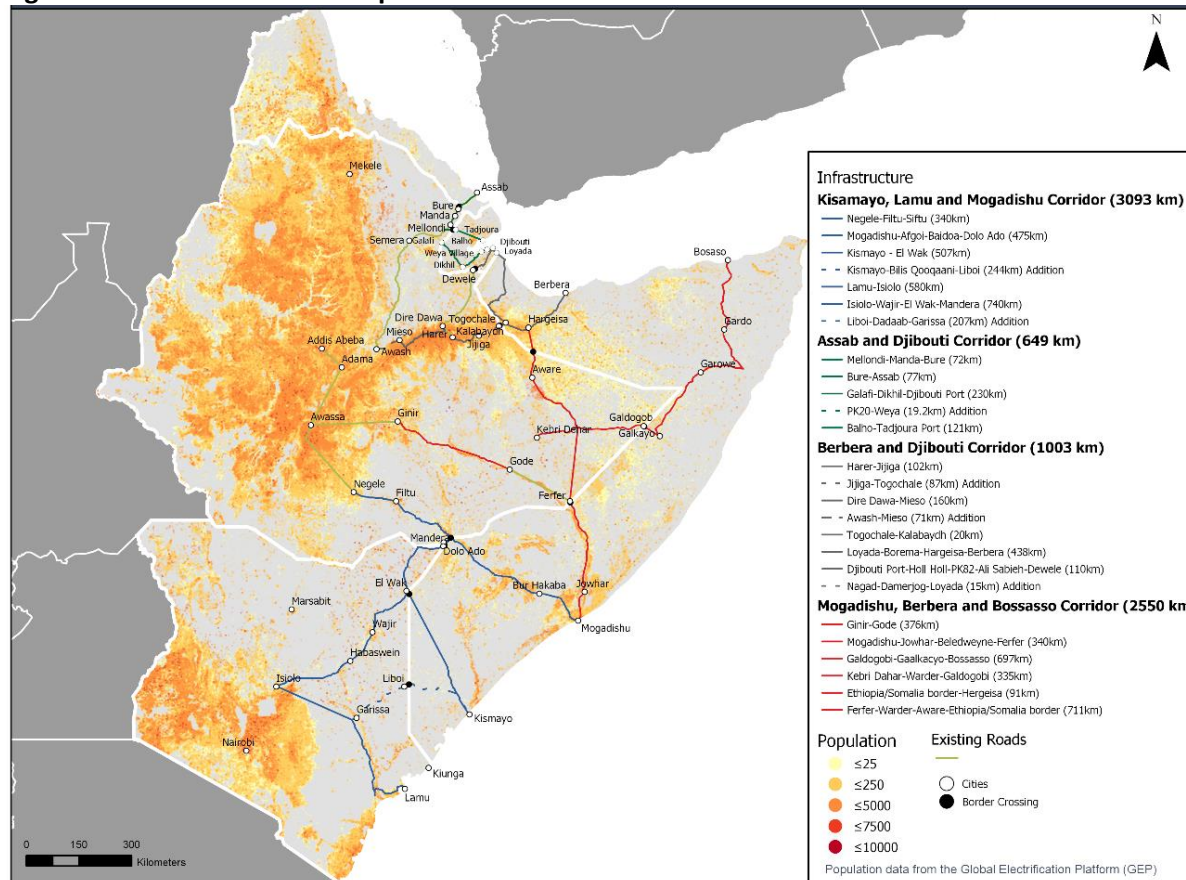 N
Mekele
Assab
Bure
Manda
Mellondi
Tadjoura
Semera
Galali
Balho
Djibouti
Weya Village
Loyada
Dikhil
Dewele
Bosaso
Berbera
Dire Dawa
Togochale
Hargeisa
Gardo
Mieso
Harer
Kalabaydh
Addis Abeba
Jijiga
Awash
Adama
Garowe
Aware
Awassa
Ginir
Galdogob
Kehri Dehar
Galkayo
Gode
Negele
Filtu
Ferfer
Mandera
Dolo Ado
El Wak
Bur Hakaba
Jowhar
Marsabit
Mogadishu
Wajir
Habaswein
Isiolo
Liboi
Garissa
Kismayo
Nairobi
Kiunga
Lamu
0 150 300
Kilometers
Infrastructure
Kisamayo, Lamu and Mogadishu Corridor (3093 km)
Negele-Filtu-Siftu (340km)
Mogadishu-Afgoi-Baidoa-Dolo Ado (475km)
Kismayo - El Wak (507km)
Kismayo-Bilis Qooqaani-Liboi (244km) Addition
Lamu-Isiolo (580km)
Isiolo-Wajir-El Wak-Mandera (740km)
Liboi-Dadaab-Garissa (207km) Addition
Assab and Djibouti Corridor (649 km)
Mellondi-Manda-Bure (72km)
Bure-Assab (77km)
Galafi-Dikhil-Djibouti Port (230km)
PK20-Weya (19.2km) Addition
Balho-Tadjoura Port (121km)
Berbera and Djibouti Corridor (1003 km)
Harer-Jijiga (102km)
Jijiga-Togochale (87km) Addition
Dire Dawa-Mieso (160km)
Awash-Mieso (71km) Addition
Togochale-Kalabaydh (20km)
Loyada-Borema-Hargeisa-Berbera (438km)
Djibouti Port-Holl Holl-PK82-Ali Sabieh-Dewele (110km)
Nagad-Damerjog-Loyada (15km) Addition
Mogadishu, Berbera and Bossasso Corridor (2550 km
Ginir-Gode (376km)
Mogadishu-Jowhar-Beledweyne-Ferfer (340km)
Galdogobi-Gaalkacyo-Bossasso (697km)
Kebri Dahar-Warder-Galdogobi (335km)
Ethiopia/Somalia border-Hergeisa (91km)
Ferfer-Warder-Aware-Ethiopia/Somalia border (711km)
Population
≤25
≤250
≤5000
≤7500
≤10000
Existing Roads
Cities
Border Crossing
Population data from the Global Electrification Platform (GEP)